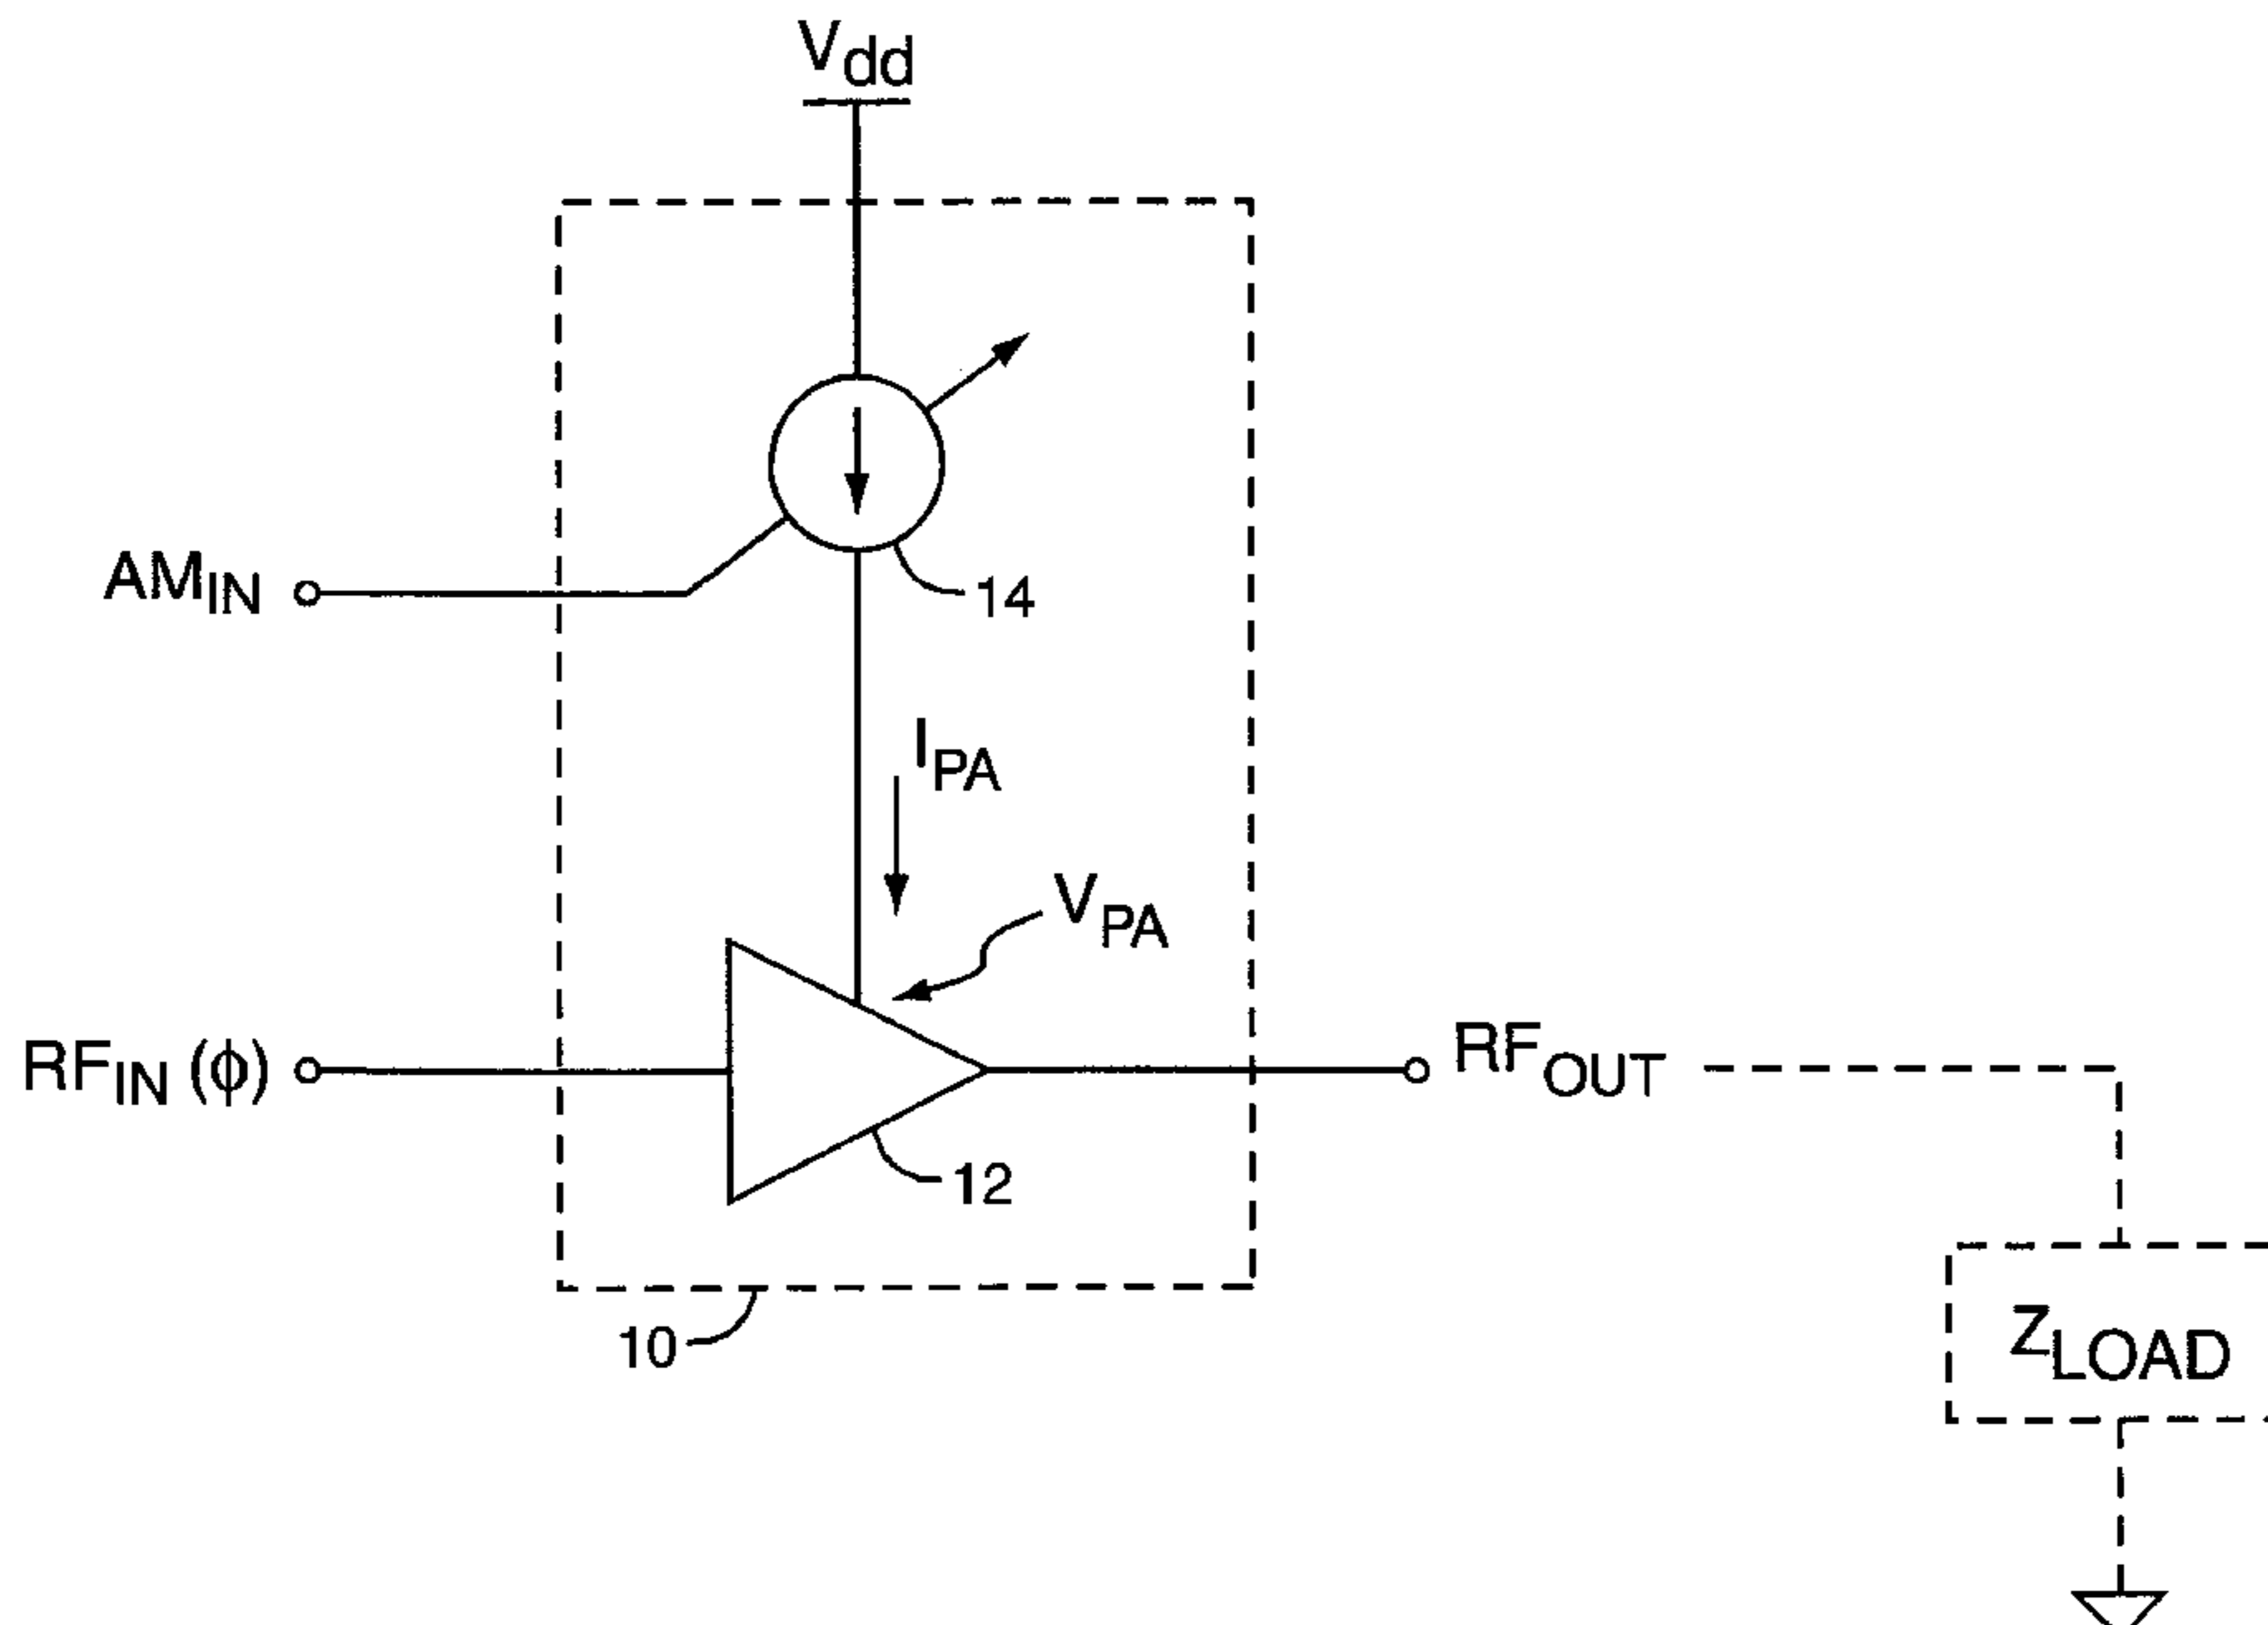 Vdd
AMIN
14
IPA
VPA
RFIN (ϕ)
RFOUT
12
10
ZLOAD